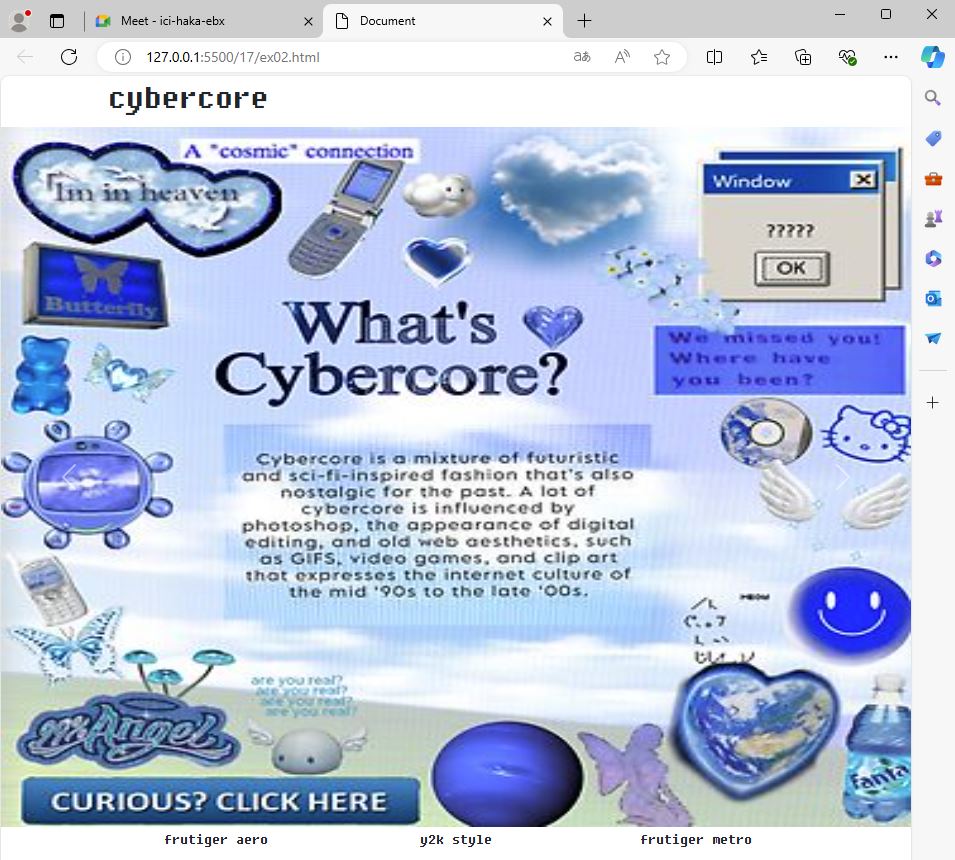 Meet - ici-haka-ebx
Document
127.0.0.1:5500/17/ex02.html
cybercore
A "cosmic" connection
I'm in heaven
Window
?????
OK
Butterfly
What's
Cybercore?
We missed you!
Where have
you been?
Cybercore is a mixture of futuristic
and sci-fi-inspired fashion that's also
nostalgic for the past. A lot of
cybercore is influenced by
photoshop, the appearance of digital
editing, and old web aesthetics, such
as GIFS, video games, and clip art
that expresses the internet culture of
the mid '90s to the late '00s.
MEOW
are you real?
are you real?
are you real?
are you real?
mr Angel
Fanta
CURIOUS? CLICK HERE
frutiger aero
y2k style
frutiger metro